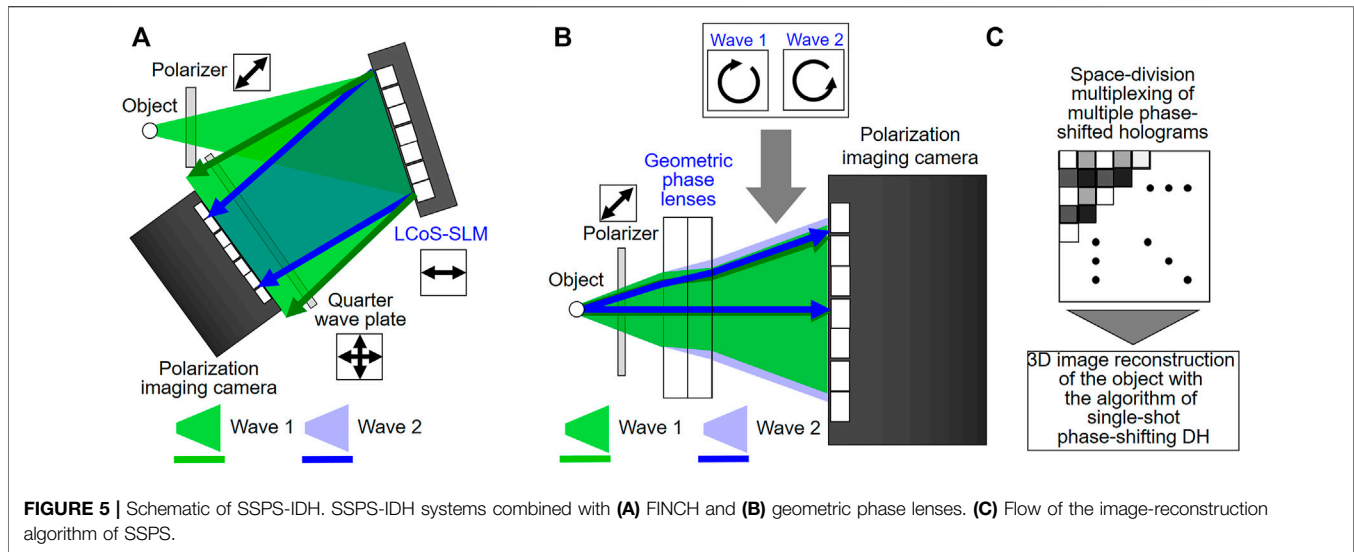 A
Polarizer
Object
LCoS-SLM
Quarter
wave plate
Polarization
imaging camera
Wave 1
Wave 2
B
Wave 1
Wave 2
Geometric
phase
lenses
Polarizer
Object
Polarization
imaging camera
Wave 1
Wave 2
C
Space-division
multiplexing of
multiple phase-
shifted holograms
3D image reconstruction
of the object with
the algorithm of
single-shot
phase-shifting DH
FIGURE 5 | Schematic of SSPS-IDH. SSPS-IDH systems combined with (A) FINCH and (B) geometric phase lenses. (C) Flow of the image-reconstruction
algorithm of SSPS.